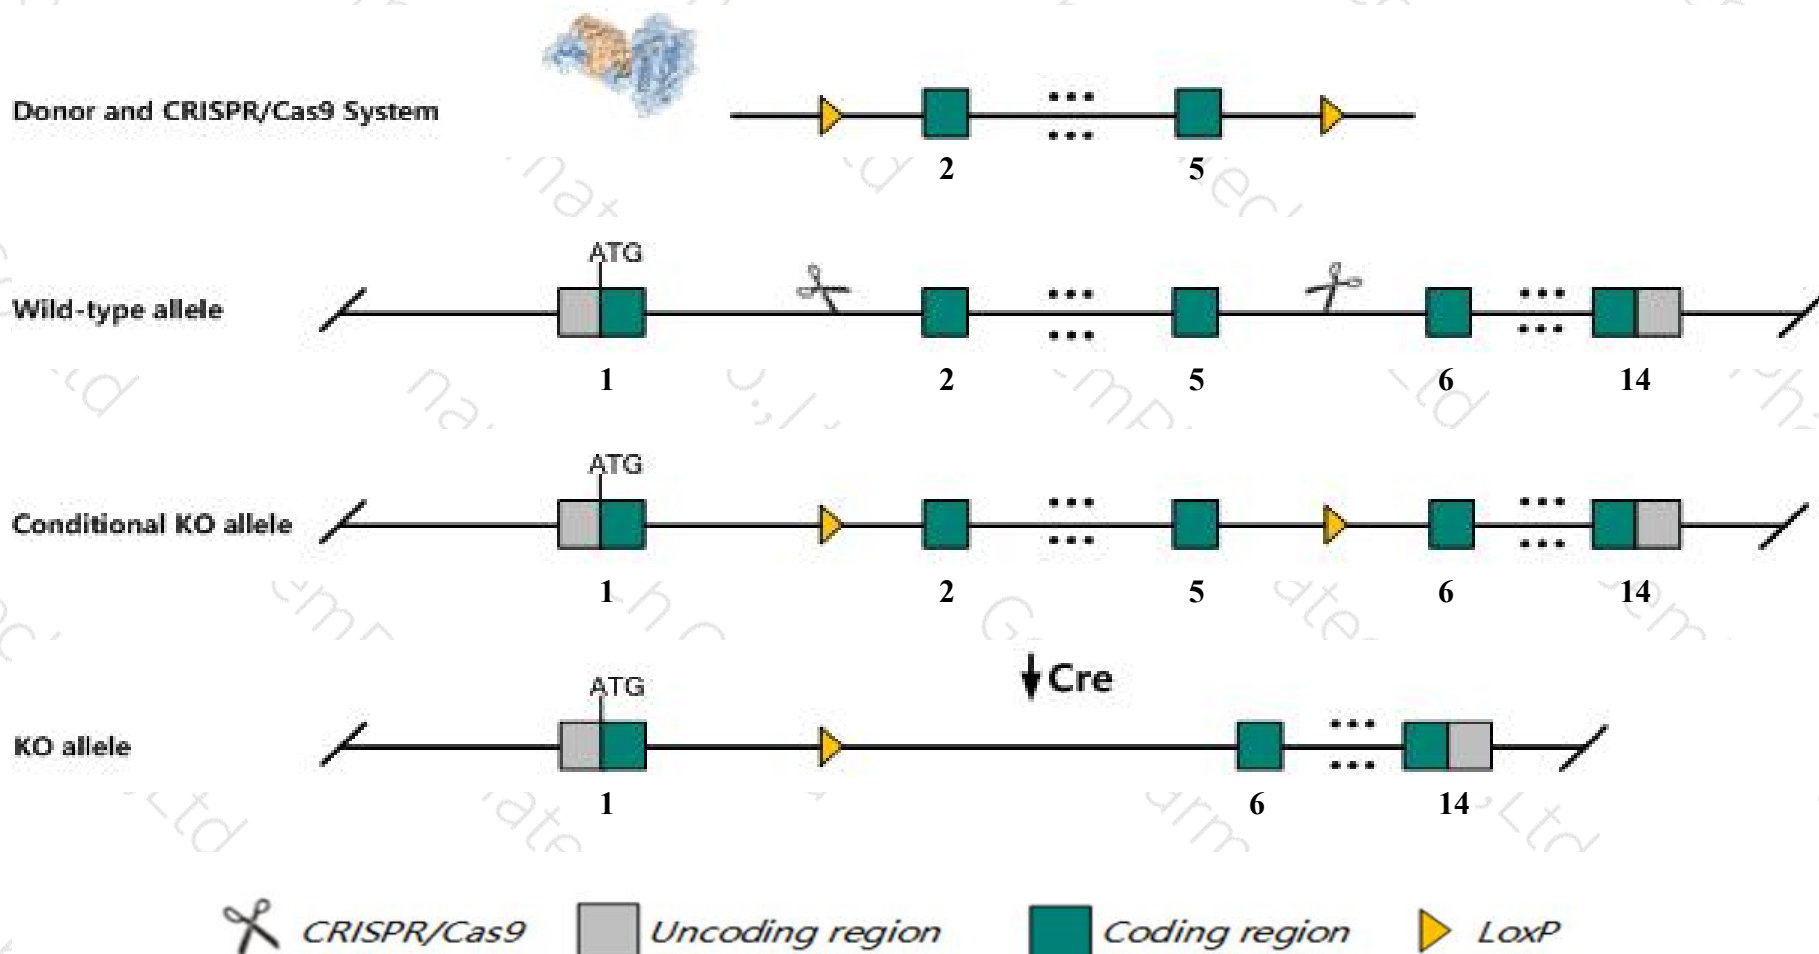 Donor and CRISPR/Cas9 System
2 5
ATG
Wild-type allele
1 2 5 6 14
ATG
Conditional KO allele
1 2 5 6 14
Cre
ATG
KO allele
1 6 14
CRISPR/Cas9 Uncoding region Coding region LoxP